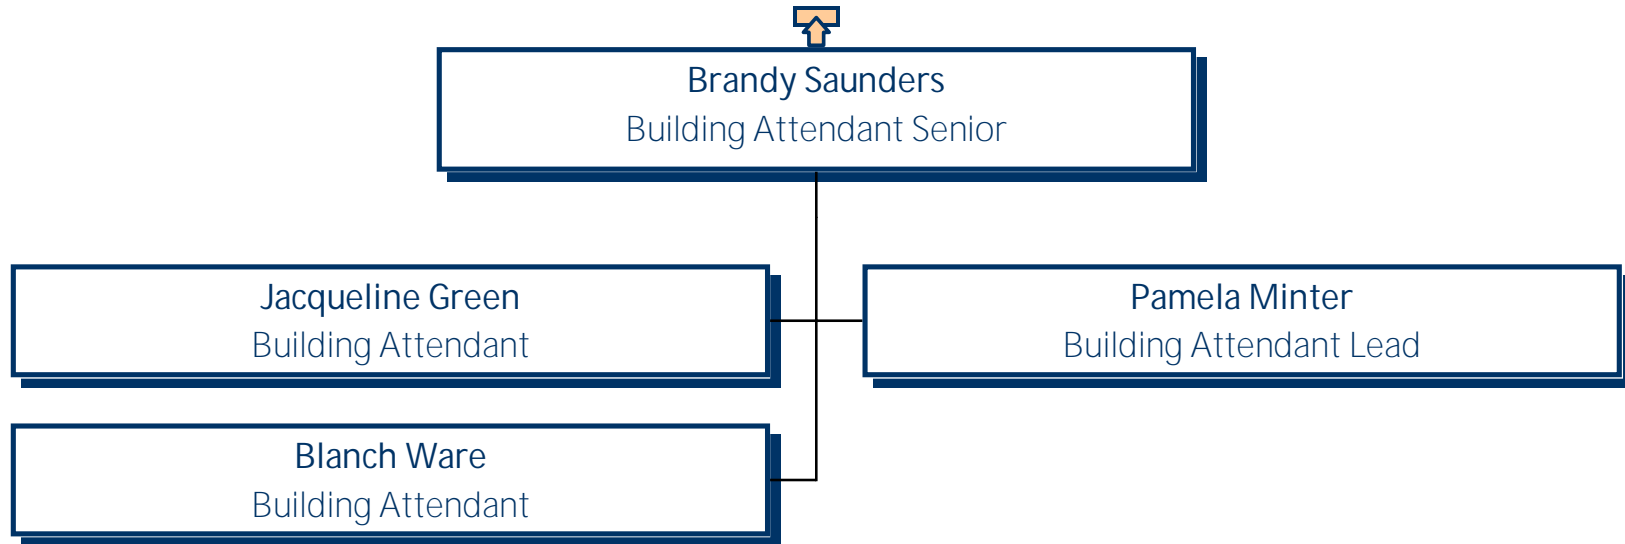 Brandy Saunders
Building Attendant Senior
Jacqueline Green
Building Attendant
Pamela Minter
Building Attendant Lead
Blanch Ware
Building Attendant